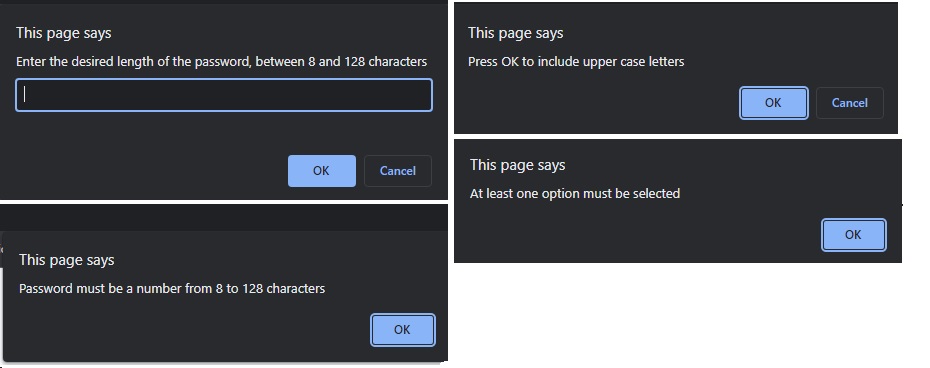 This page says
Enter the desired length of the password, between 8 and 128 characters
OK
Cancel
This page says
Press OK to include upper case letters
OK
Cancel
This page says
At least one option must be selected
OK
This page says
Password must be a number from 8 to 128 characters
OK